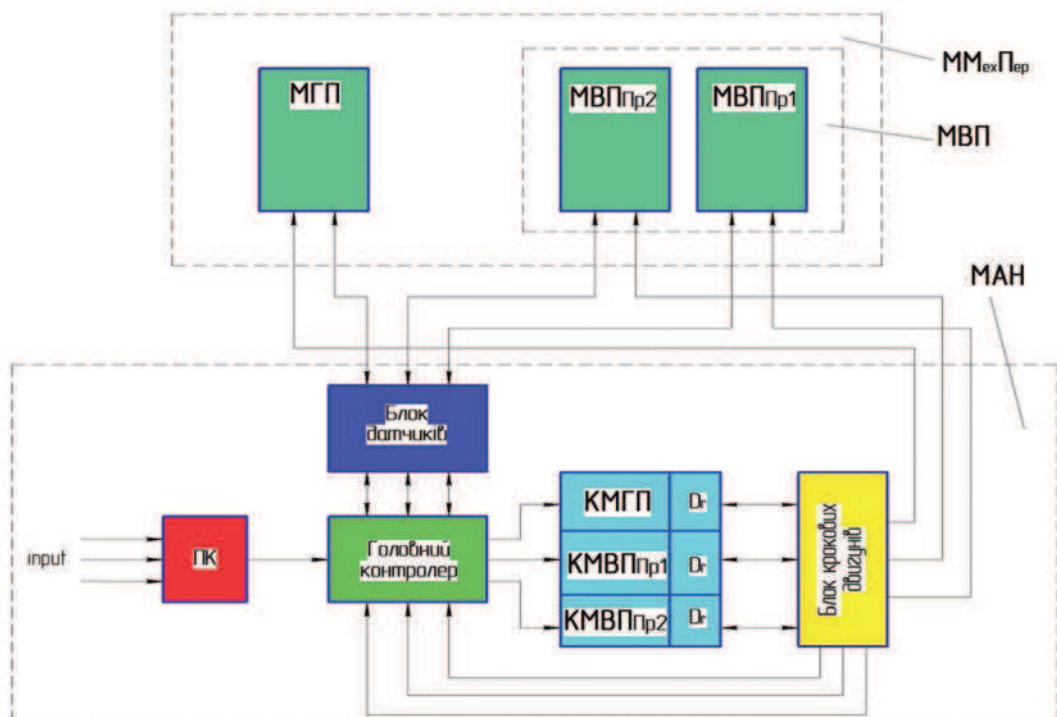 ММехПер
МГП
МВППр2
МВППр1
МВП
МАН
Блок
датчиків
input
ПК
Головний
контролер
КМГП
Dr
КМВППр1
Dr
КМВППр2
Dr
Блок крокових
двигунів